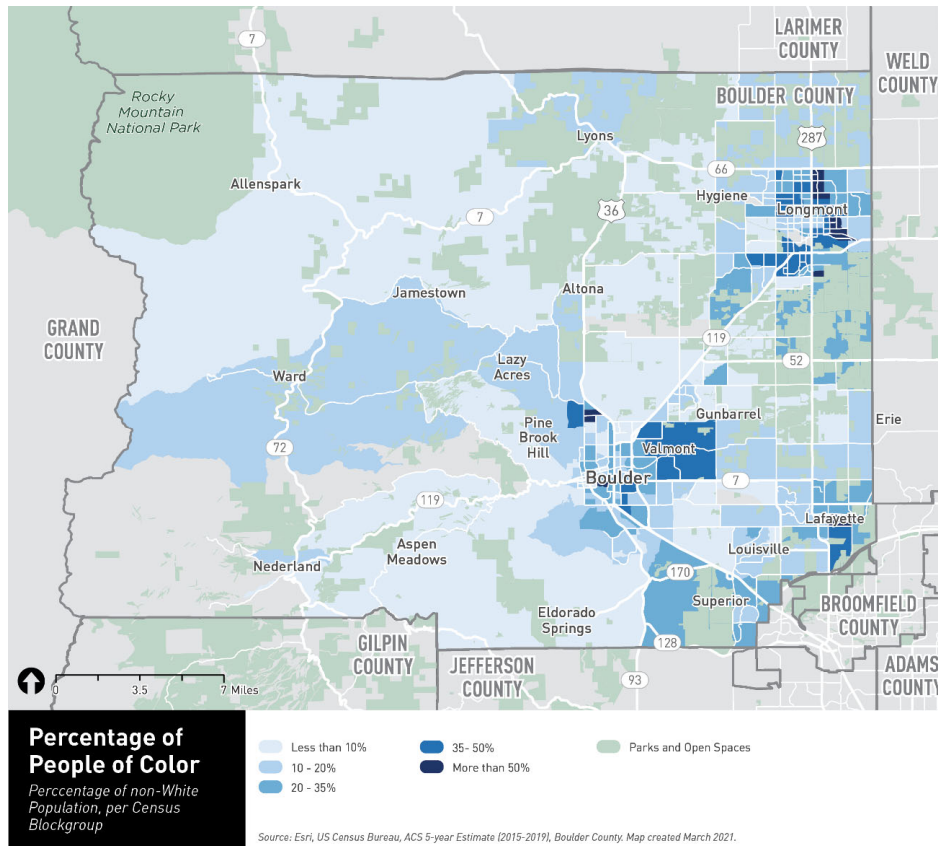 LARIMER
COUNTY
WELD
COUNTY
7
Rocky
Mountain
National Park
BOULDER COUNTY
Lyons
287
66
Allenspark
Hygiene
7
36
Longmont
Jamestown
Altona
GRAND
COUNTY
119
52
Lazy
Acres
Ward
Gunbarrel
Erie
Pine
Brook
Hill
72
Valmont
Boulder
7
119
Lafayette
Aspen
Meadows
Louisville
Nederland
170
Superior
Eldorado
Springs
BROOMFIELD
COUNTY
128
GILPIN
COUNTY
JEFFERSON
COUNTY
ADAMS
COUNTY
93
0 3.5 7 Miles
Percentage of
People of Color
Perccentage of non-White
Population, per Census
Blockgroup
Less than 10%
10 - 20%
20 - 35%
35- 50%
More than 50%
Parks and Open Spaces
Source: Esri, US Census Bureau, ACS 5-year Estimate (2015-2019), Boulder County. Map created March 2021.